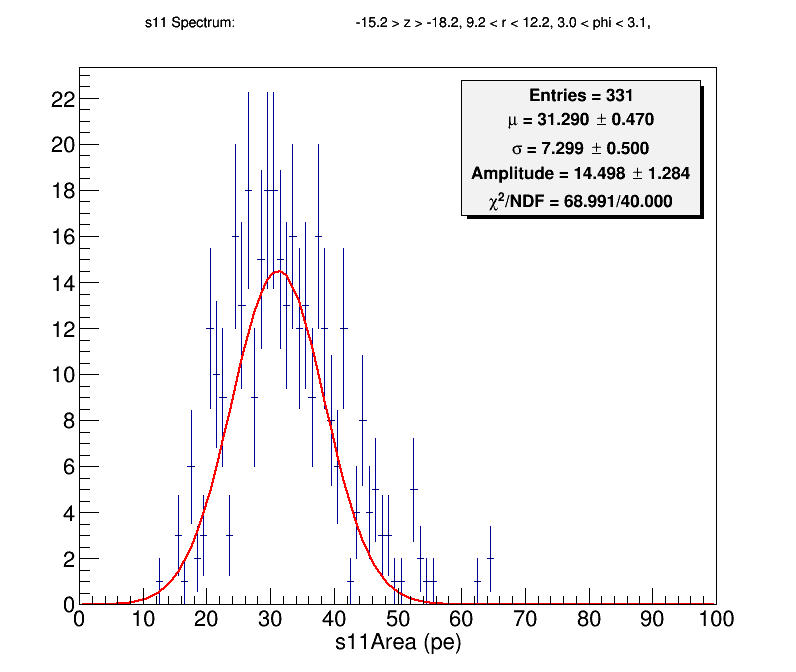 s11 Spectrum: -15.2 > z > -18.2, 9.2 < r < 12.2, 3.0 < phi < 3.1,
Entries = 331
μ = 31.290 ± 0.470
σ = 7.299 ± 0.500
Amplitude = 14.498 ± 1.284
χ²/NDF = 68.991/40.000
22
20
18
16
14
12
10
8
6
4
2
0
0 10 20 30 40 50 60 70 80 90 100
s11Area (pe)